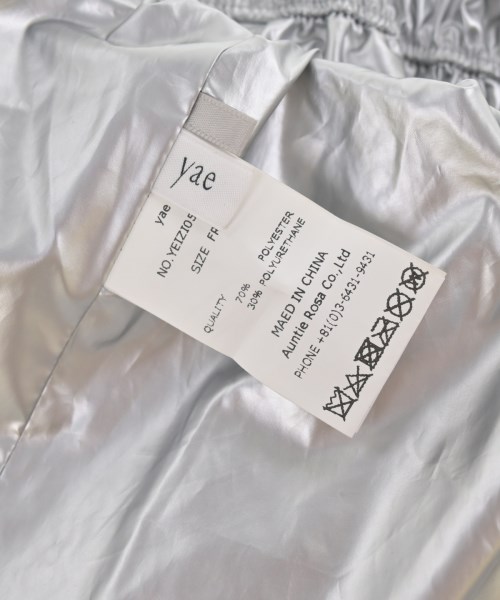 yae
yae
NO.YEIZI05
SIZE FR
QUALITY
70% POLYESTER
30% POLYURETHANE
MAED IN CHINA
Auntie Rosa Co.,Ltd
PHONE +81(0)3-6431-9431